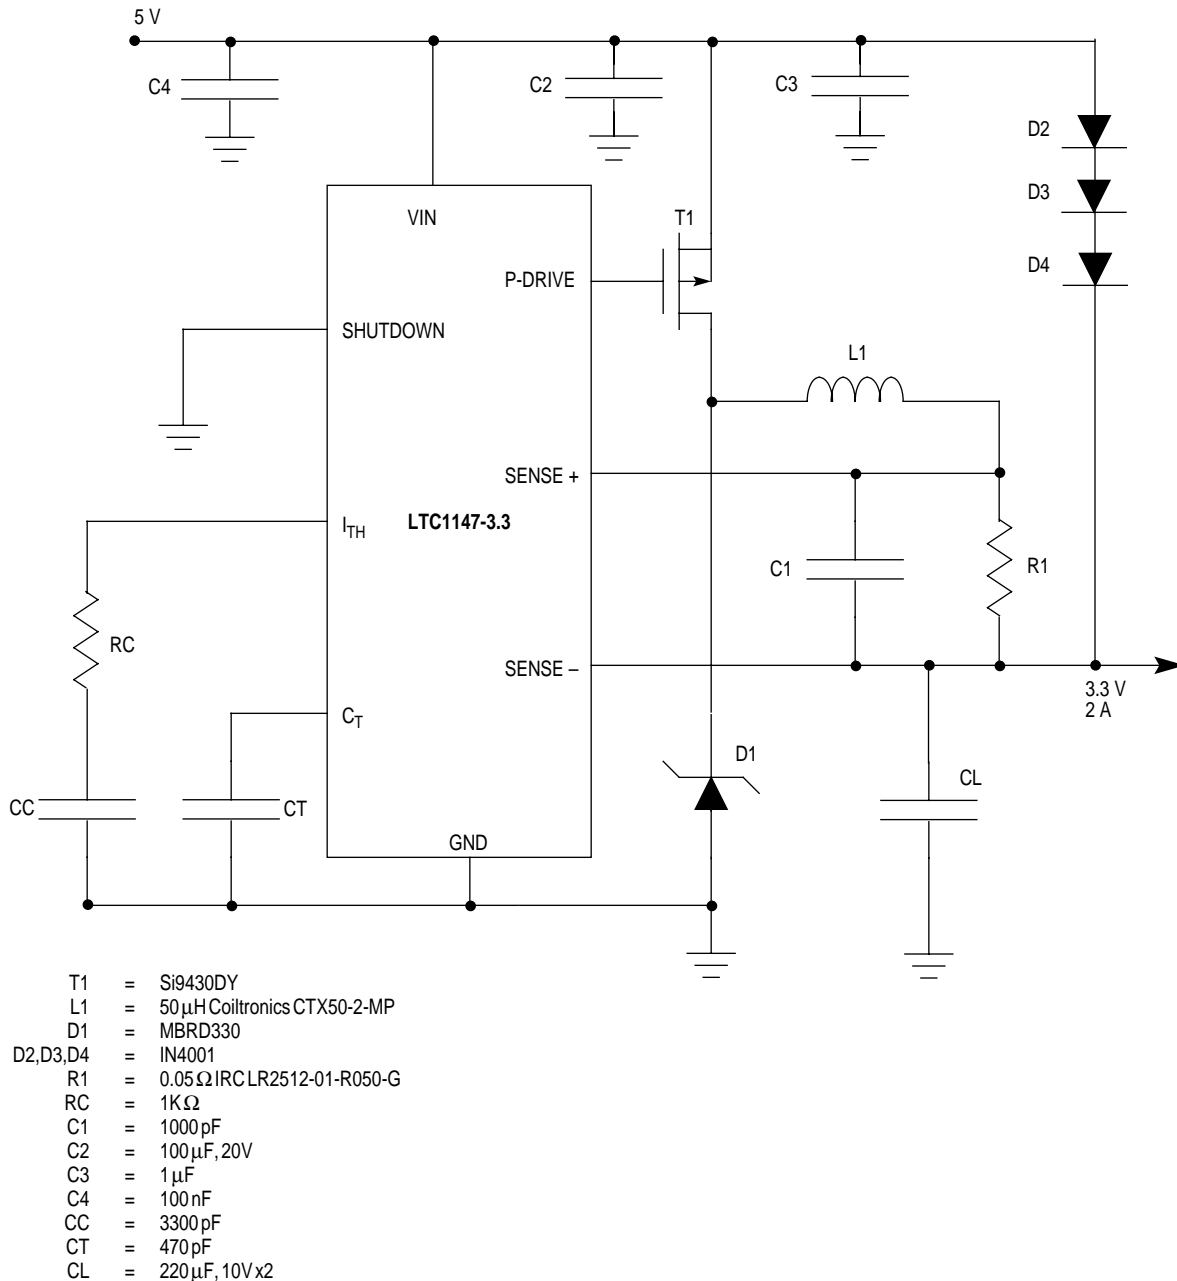 5 V
C4
C2
C3
D2
D3
D4
VIN
T1
P-DRIVE
SHUTDOWN
L1
SENSE +
LTC1147-3.3
ITH
C1
R1
RC
SENSE –
3.3 V
2 A
CT
D1
CL
CC
CT
GND
T1 = Si9430DY
L1 = 50 µH Coiltronics CTX50-2-MP
D1 = MBRD330
D2,D3,D4 = IN4001
R1 = 0.05 Ω IRC LR2512-01-R050-G
RC = 1K Ω
C1 = 1000 pF
C2 = 100 µF, 20V
C3 = 1 µF
C4 = 100 nF
CC = 3300 pF
CT = 470 pF
CL = 220 µF, 10V x2